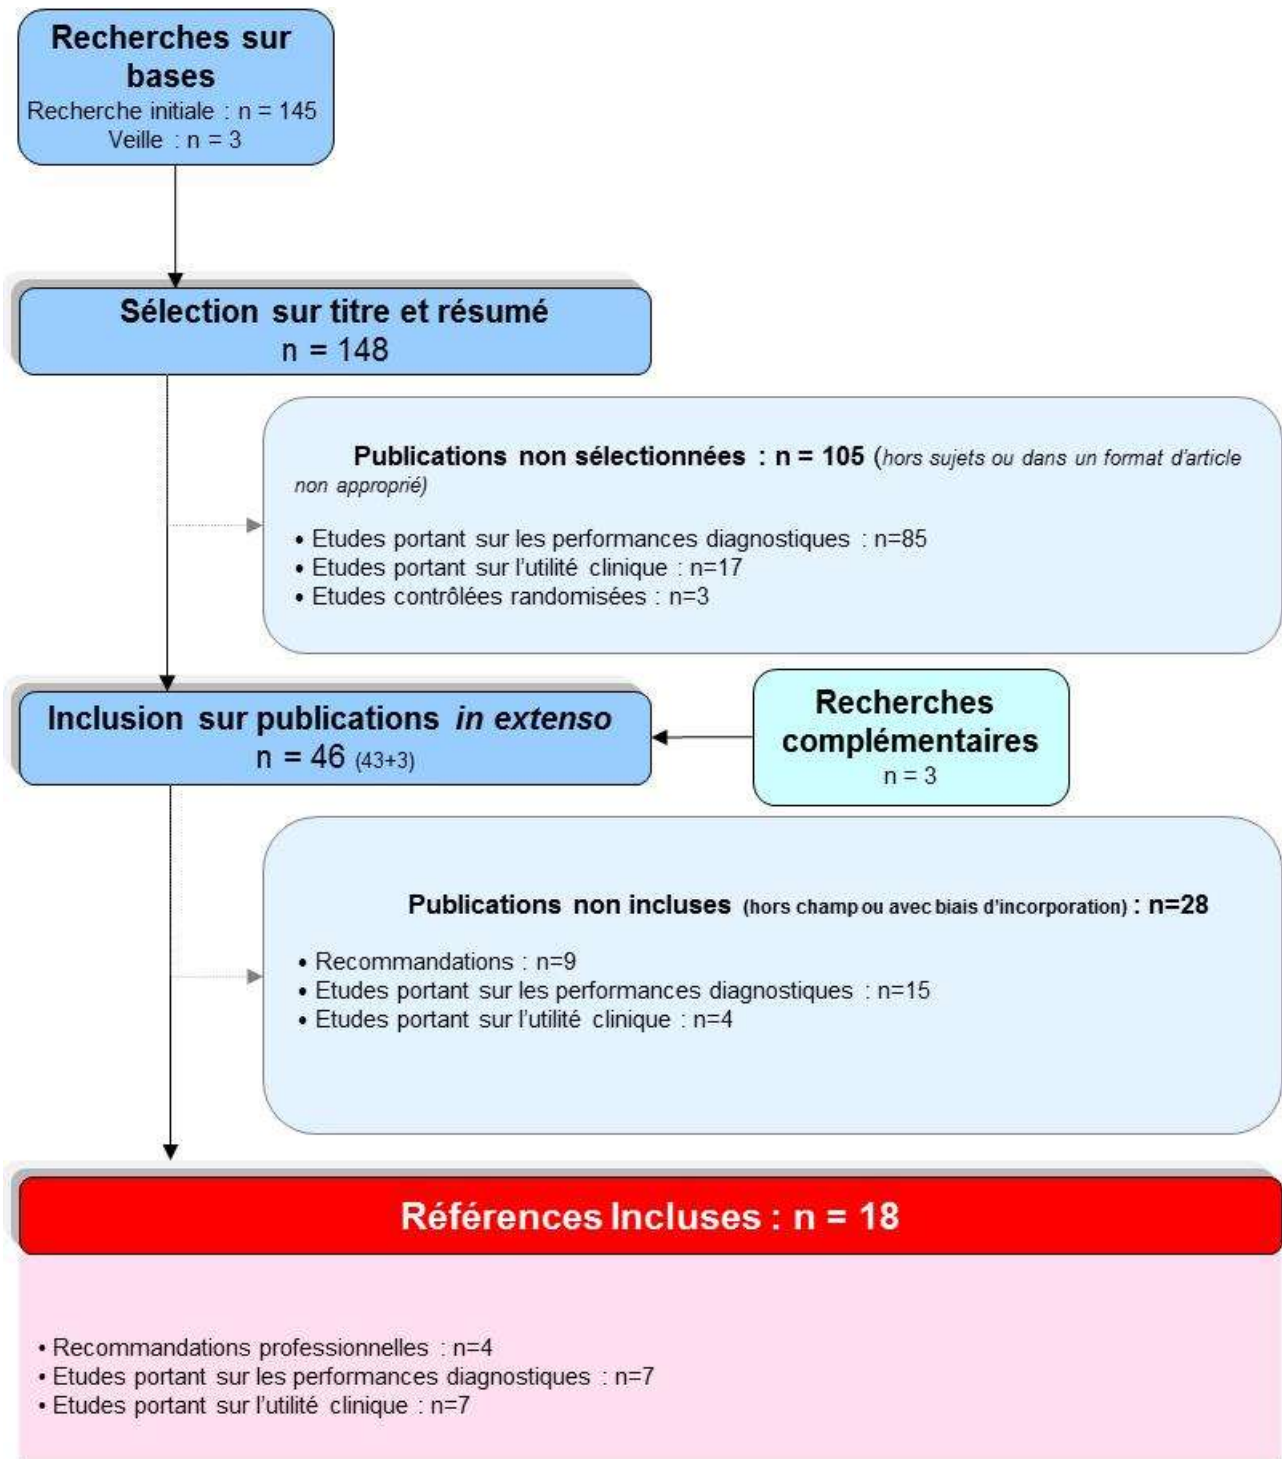 Recherches sur
bases
Recherche initiale : n = 145
Veille : n = 3
Sélection sur titre et résumé
n = 148
Publications non sélectionnées : n = 105 (hors sujets ou dans un format d'article
non approprié)
• Etudes portant sur les performances diagnostiques : n=85
• Etudes portant sur l'utilité clinique : n=17
• Etudes contrôlées randomisées : n=3
Inclusion sur publications in extenso
n = 46 (43+3)
Recherches
complémentaires
n = 3
Publications non incluses (hors champ ou avec biais d'incorporation) : n=28
• Recommandations : n=9
• Etudes portant sur les performances diagnostiques : n=15
• Etudes portant sur l'utilité clinique : n=4
Références Incluses : n = 18
• Recommandations professionnelles : n=4
• Etudes portant sur les performances diagnostiques : n=7
• Etudes portant sur l'utilité clinique : n=7